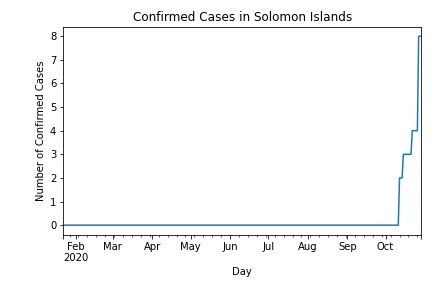 Confirmed Cases in Solomon Islands
Number of Confirmed Cases
8
7
6
5
4
3
2
1
0
Feb Mar Apr May Jun Jul Aug Sep Oct
2020
Day